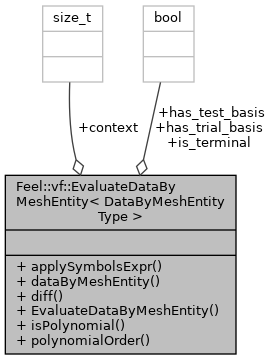 size_t
bool
+context
+has_test_basis
+has_trial_basis
+is_terminal
Feel::vf::EvaluateDataBy
MeshEntity< DataByMeshEntity
Type >
+ applySymbolsExpr()
+ dataByMeshEntity()
+ diff()
+ EvaluateDataByMeshEntity()
+ isPolynomial()
+ polynomialOrder()